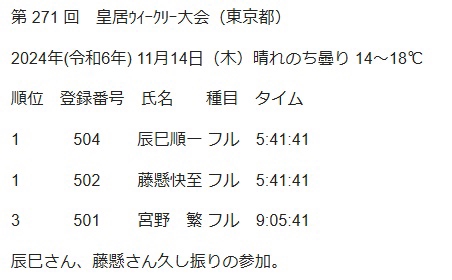 第 271 回　皇居ｳｲｰｸﾘｰ大会（東京都）
2024年(令和6年) 11月14日（木）晴れのち曇り 14～18℃
順位　登録番号　氏名　　種目　タイム
1　　　504　　辰巳順一 フル　5:41:41
1　　　502　　藤懸快至 フル　5:41:41
3　　　501　　宮野　繁 フル　9:05:41
辰巳さん、藤懸さん久し振りの参加。